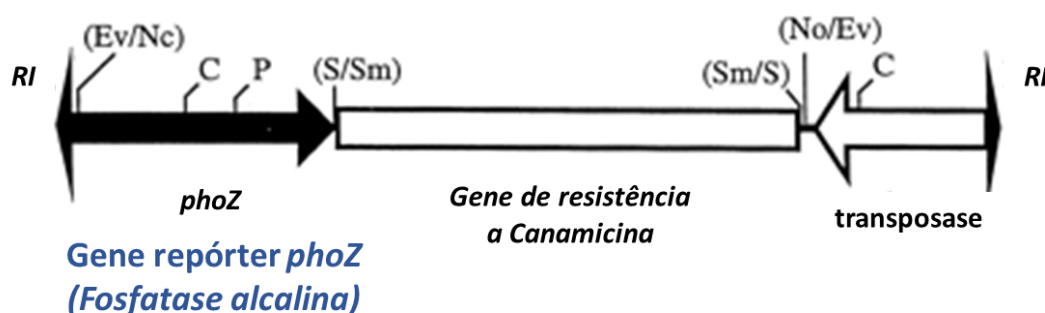 (Ev/Nc)
(No/Ev)
RI
C
P
(S/Sm)
(Sm/S)
C
RI
phoZ
Gene de resistência
a Canamicina
transposase
Gene repórter phoZ
(Fosfatase alcalina)